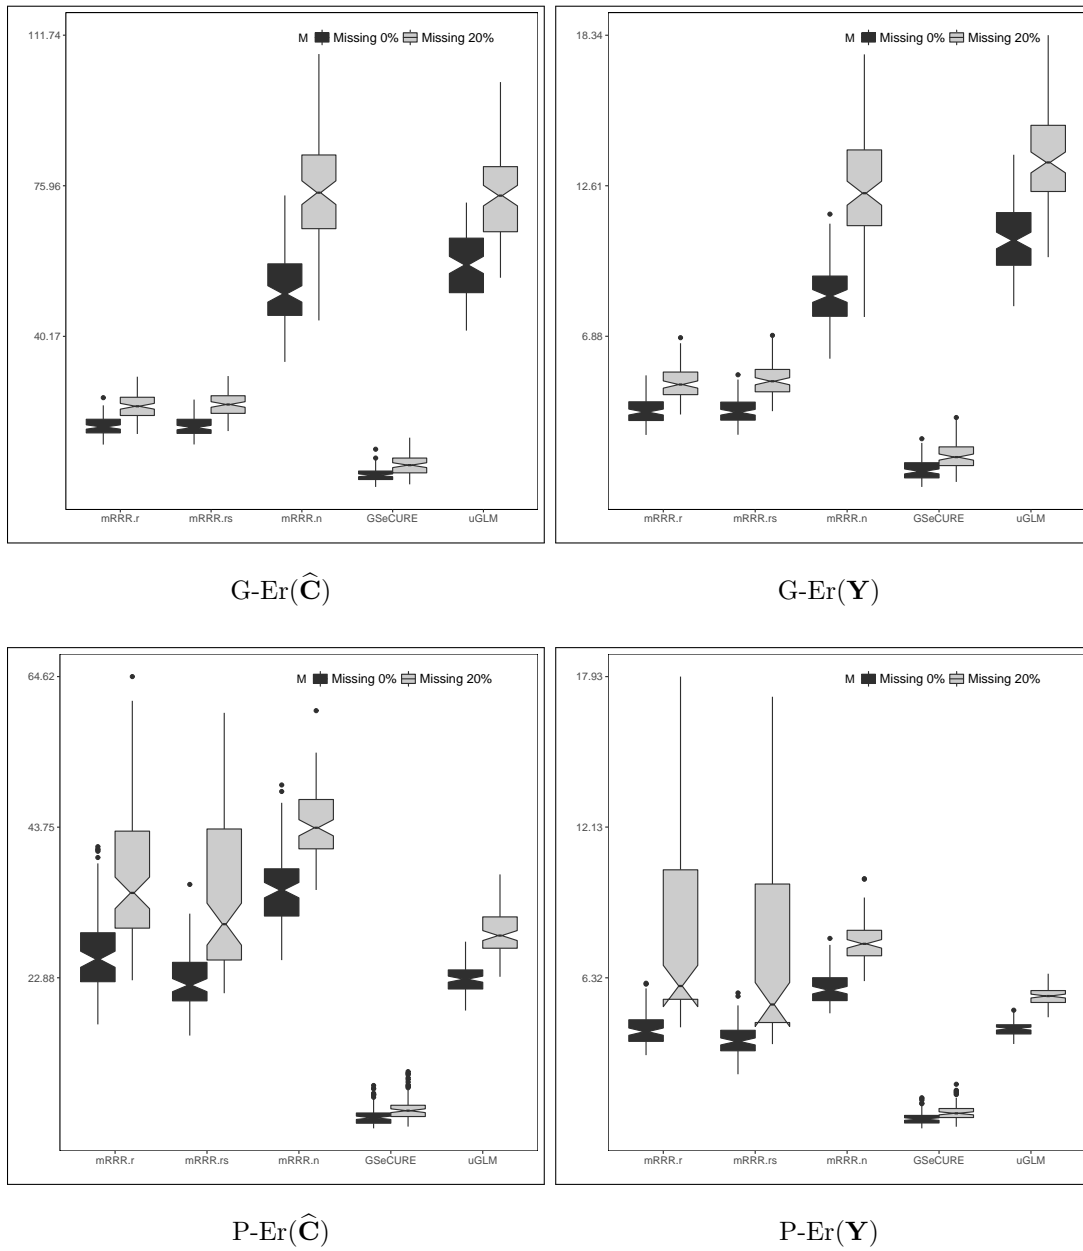 111.74
75.96
40.17
M Missing 0% Missing 20%
mRRR.r mRRR.rs mRRR.n GSeCURE uGLM
G-Er(Ĉ)
18.34
12.61
6.88
M Missing 0% Missing 20%
mRRR.r mRRR.rs mRRR.n GSeCURE uGLM
G-Er(Y)
64.62
43.75
22.88
M Missing 0% Missing 20%
mRRR.r mRRR.rs mRRR.n GSeCURE uGLM
P-Er(Ĉ)
17.93
12.13
6.32
M Missing 0% Missing 20%
mRRR.r mRRR.rs mRRR.n GSeCURE uGLM
P-Er(Y)